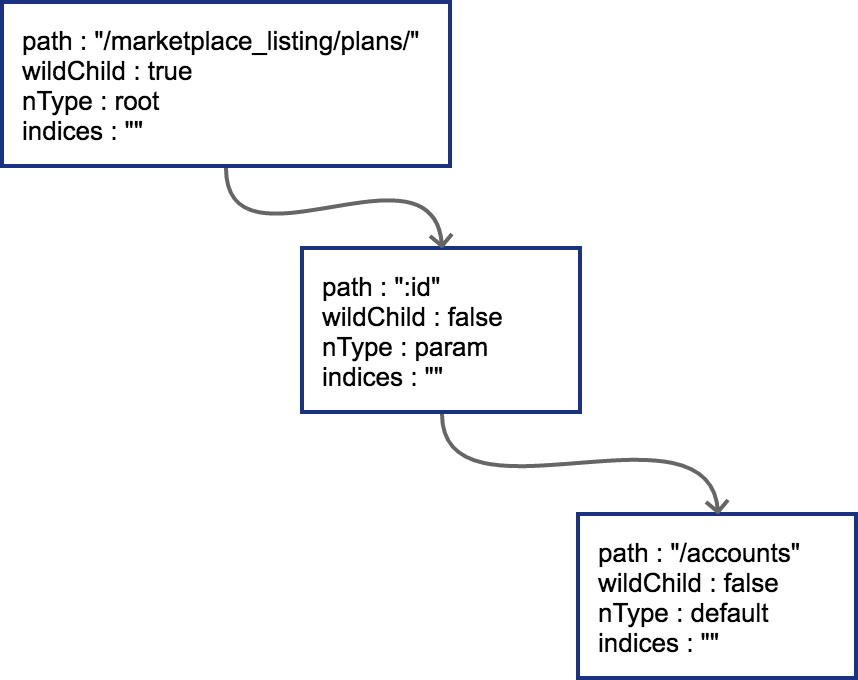 path : "/marketplace_listing/plans/"
wildChild : true
nType : root
indices : ""
path : ":id"
wildChild : false
nType : param
indices : ""
path : "/accounts"
wildChild : false
nType : default
indices : ""